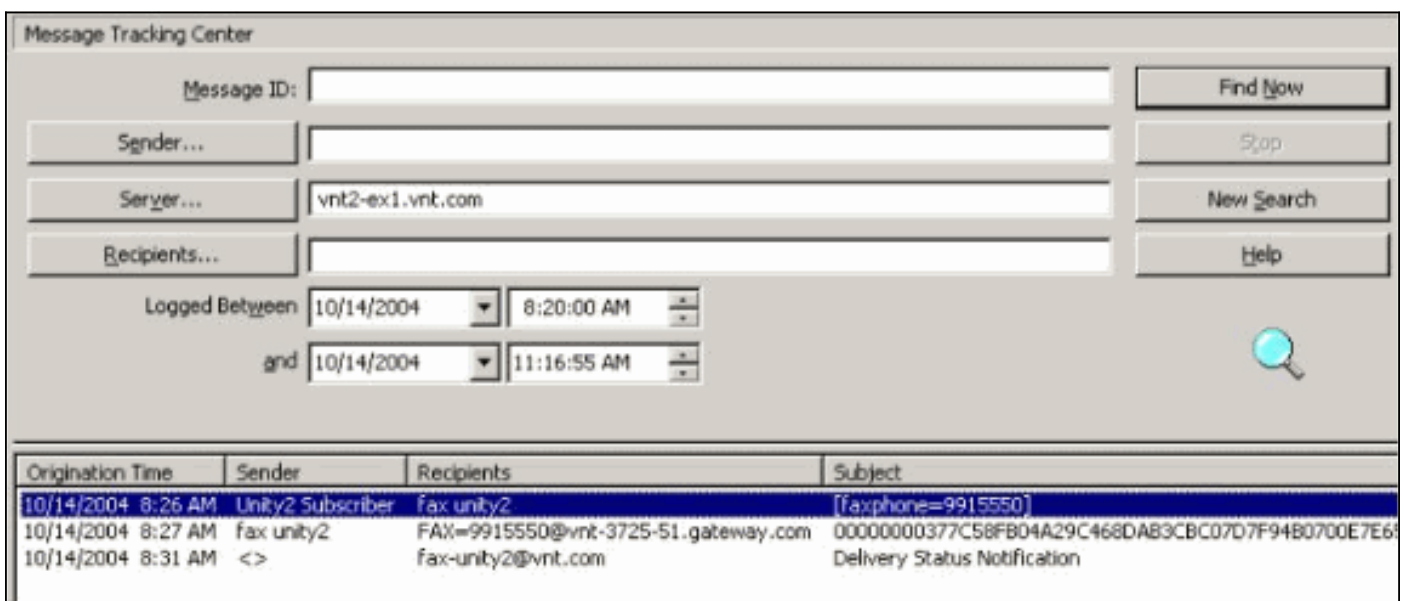 Message Tracking Center
Message ID:
Find Now
Sender...
Stop
Server...
vnt2-ex1.vnt.com
New Search
Recipients...
Help
Logged Between 10/14/2004 8:20:00 AM
and 10/14/2004 11:16:55 AM
Origination Time Sender Recipients Subject
10/14/2004 8:26 AM Unity2 Subscriber fax unity2 [faxphone=9915550]
10/14/2004 8:27 AM fax unity2 FAX=9915550@vnt-3725-51.gateway.com
10/14/2004 8:31 AM <> fax-unity2@vnt.com Delivery Status Notification